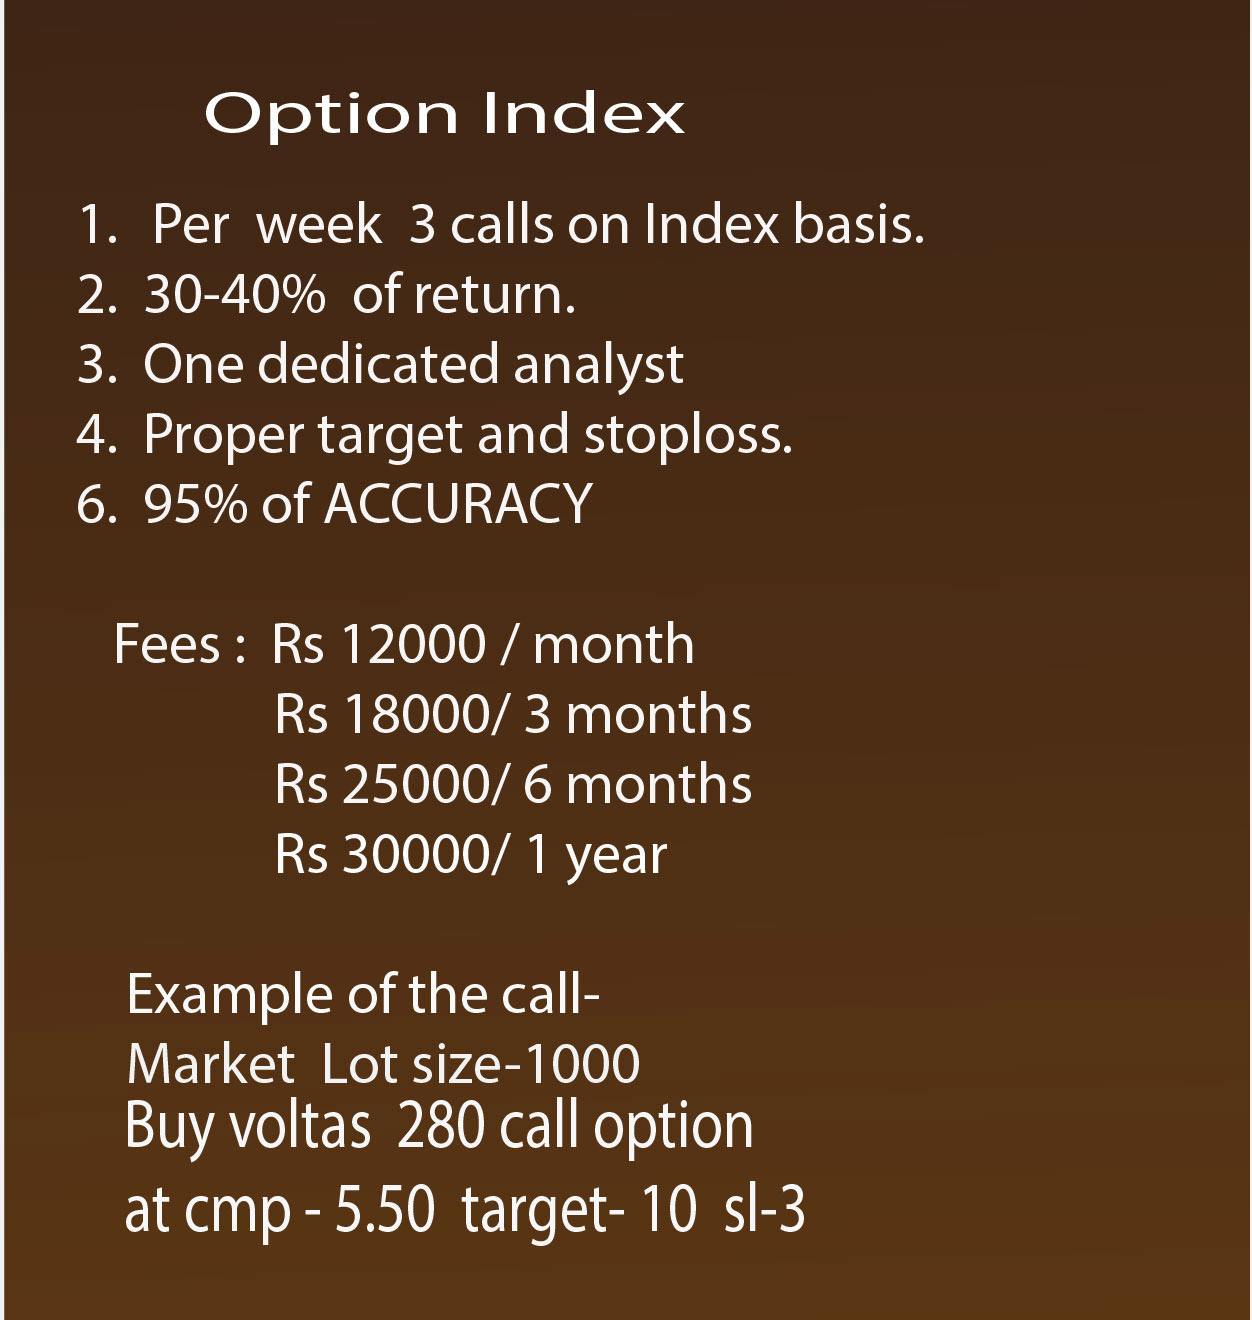 Option Index
1. Per week 3 calls on Index basis.
2. 30-40% of return.
3. One dedicated analyst
4. Proper target and stoploss.
6. 95% of ACCURACY
Fees : Rs 12000 / month
Rs 18000/ 3 months
Rs 25000/ 6 months
Rs 30000/ 1 year
Example of the call-
Market Lot size-1000
Buy voltas 280 call option
at cmp - 5.50 target- 10 sl-3